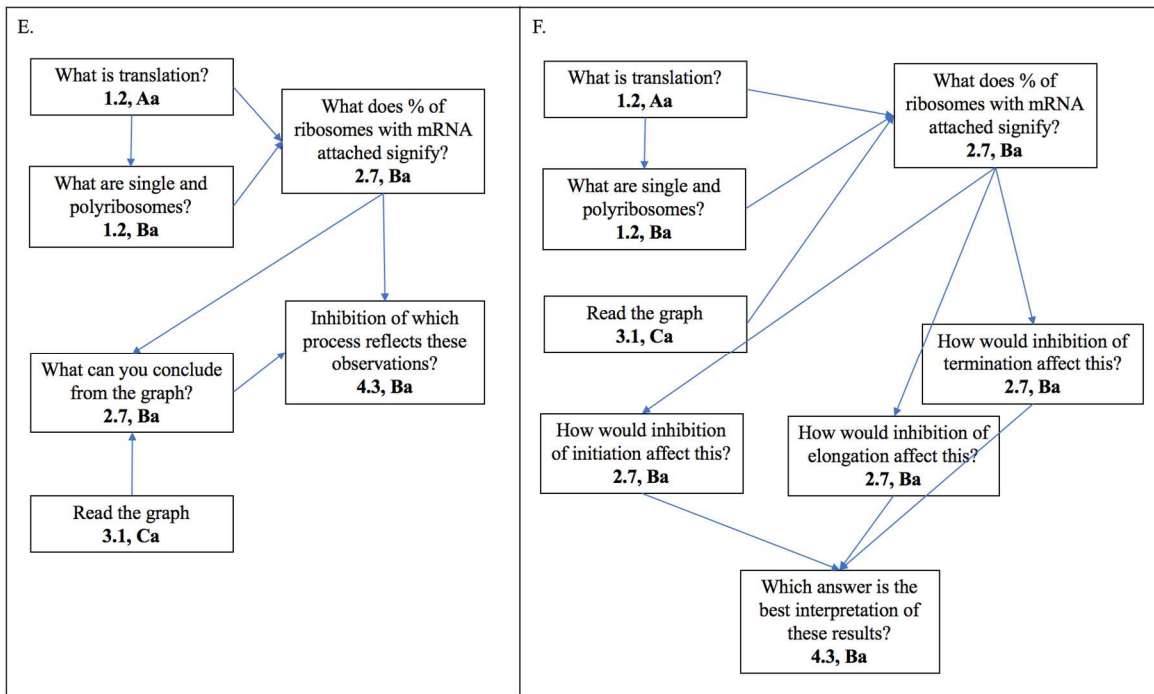 E.
What is translation?
1.2, Aa
What does % of
ribosomes with mRNA
attached signify?
2.7, Ba
What are single and
polyribosomes?
1.2, Ba
Inhibition of which
process reflects these
observations?
4.3, Ba
What can you conclude
from the graph?
2.7, Ba
Read the graph
3.1, Ca
F.
What is translation?
1.2, Aa
What does % of
ribosomes with mRNA
attached signify?
2.7, Ba
What are single and
polyribosomes?
1.2, Ba
Read the graph
3.1, Ca
How would inhibition of
termination affect this?
2.7, Ba
How would inhibition
of initiation affect this?
2.7, Ba
How would inhibition of
elongation affect this?
2.7, Ba
Which answer is the
best interpretation of
these results?
4.3, Ba